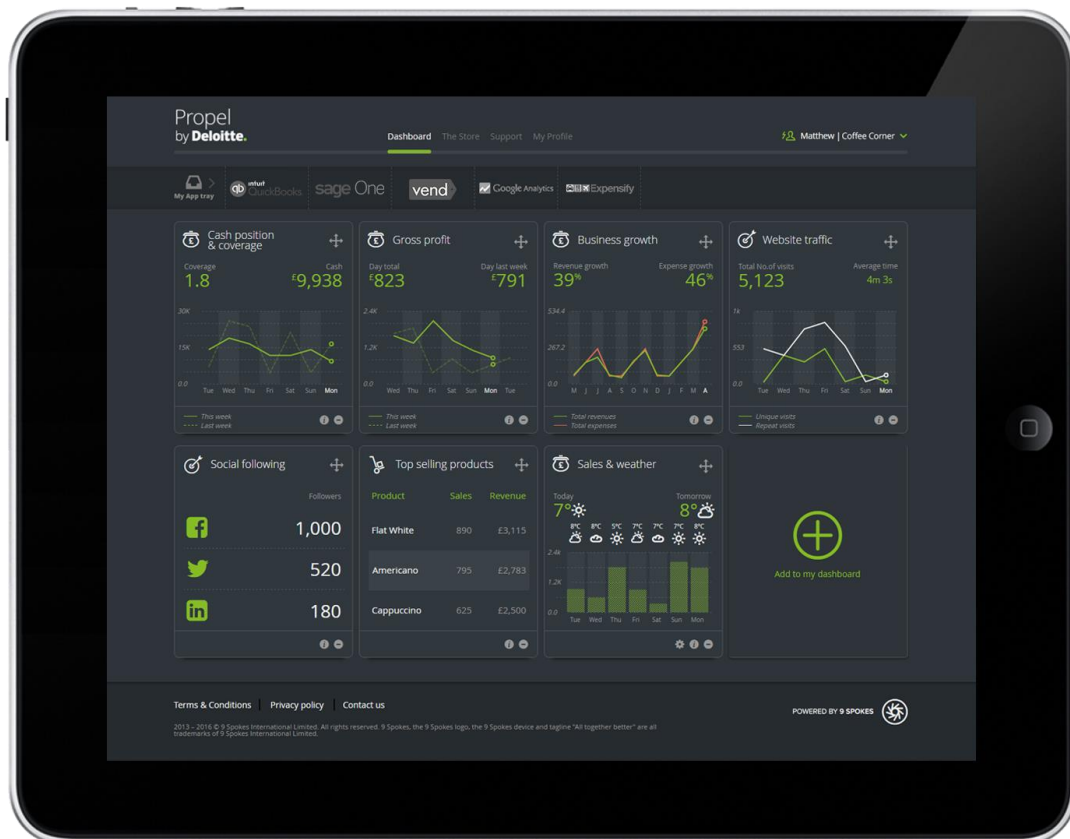 Propel
by Deloitte.
Dashboard The Store Support My Profile
Matthew | Coffee Corner
My App tray
qb intuit QuickBooks
sage One
vend
Google Analytics
Expensify
Cash position
& coverage
Coverage Cash
1.8 £9,938
30K
15K
0.0
Tue Wed Thu Fri Sat Sun Mon
This week
Last week
Gross profit
Day total Day last week
£823 £791
2.4K
1.2K
0.0
Wed Thu Fri Sat Sun Mon Tue
This week
Last week
Business growth
Revenue growth Expense growth
39% 46%
534.4
267.2
0.0
M J J A S O N D J F M A
Total revenues
Total expenses
Website traffic
Total No.of visits Average time
5,123 4m 3s
1k
553
0.0
Tue Wed Thu Fri Sat Sun Mon
Unique visits
Repeat visits
Social following
Followers
1,000
520
in 180
Top selling products
Product Sales Revenue
Flat White 890 £3,115
Americano 795 £2,783
Cappuccino 625 £2,500
Sales & weather
Today Tomorrow
7° 8°
8°C 8°C 5°C 7°C 7°C 7°C 8°C
2.4k
1.2K
0.0
Tue Wed Thu Fri Sat Sun Mon
Add to my dashboard
Terms & Conditions | Privacy policy | Contact us
2013 – 2016 © 9 Spokes International Limited. All rights reserved. 9 Spokes, the 9 Spokes logo, the 9 Spokes device and tagline "All together better" are all
trademarks of 9 Spokes International Limited.
POWERED BY 9 SPOKES